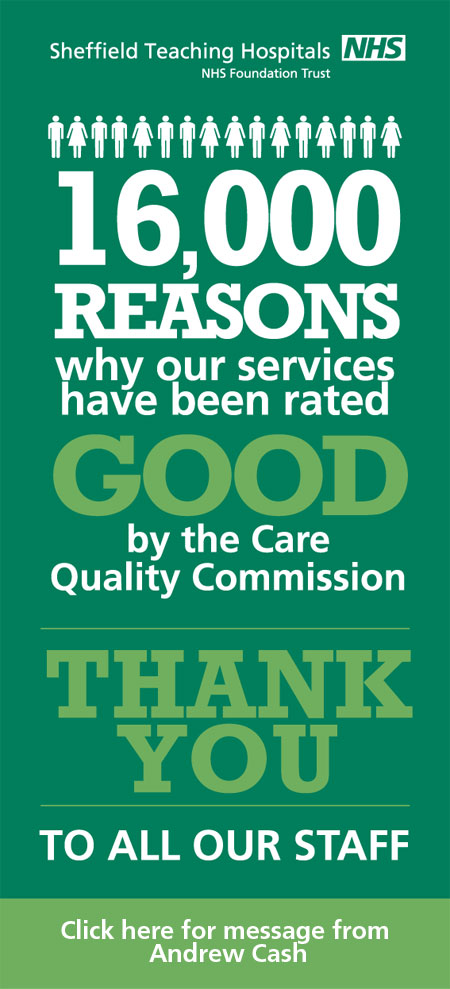 Sheffield Teaching Hospitals NHS
NHS Foundation Trust
16,000
REASONS
why our services
have been rated
GOOD
by the Care
Quality Commission
THANK
YOU
TO ALL OUR STAFF
Click here for message from
Andrew Cash